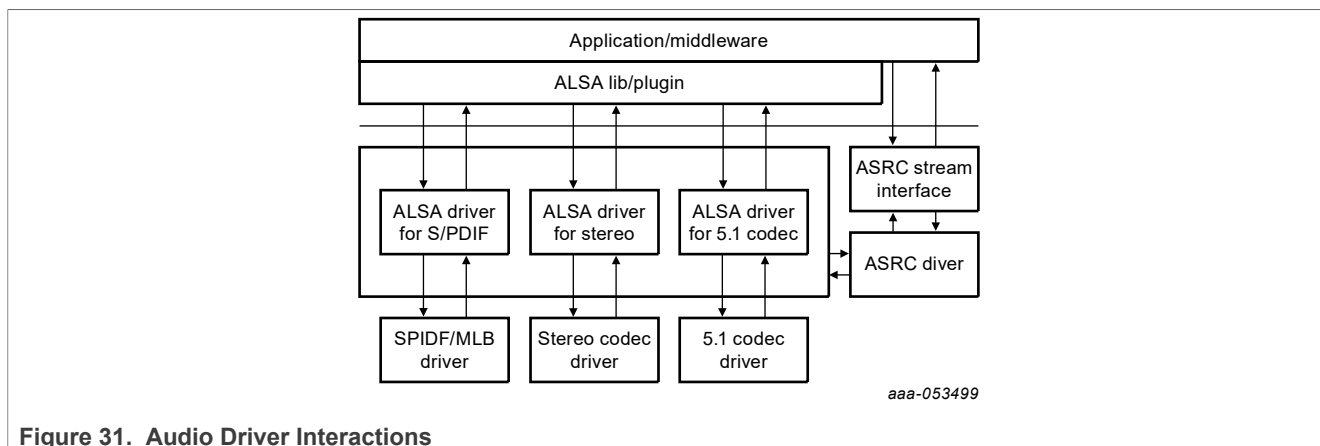 Application/middleware
ALSA lib/plugin
ASRC stream
interface
ALSA driver
for S/PDIF
ALSA driver
for stereo
ALSA driver
for 5.1 codec
ASRC diver
SPIDF/MLB
driver
Stereo codec
driver
5.1 codec
driver
aaa-053499
Figure 31. Audio Driver Interactions